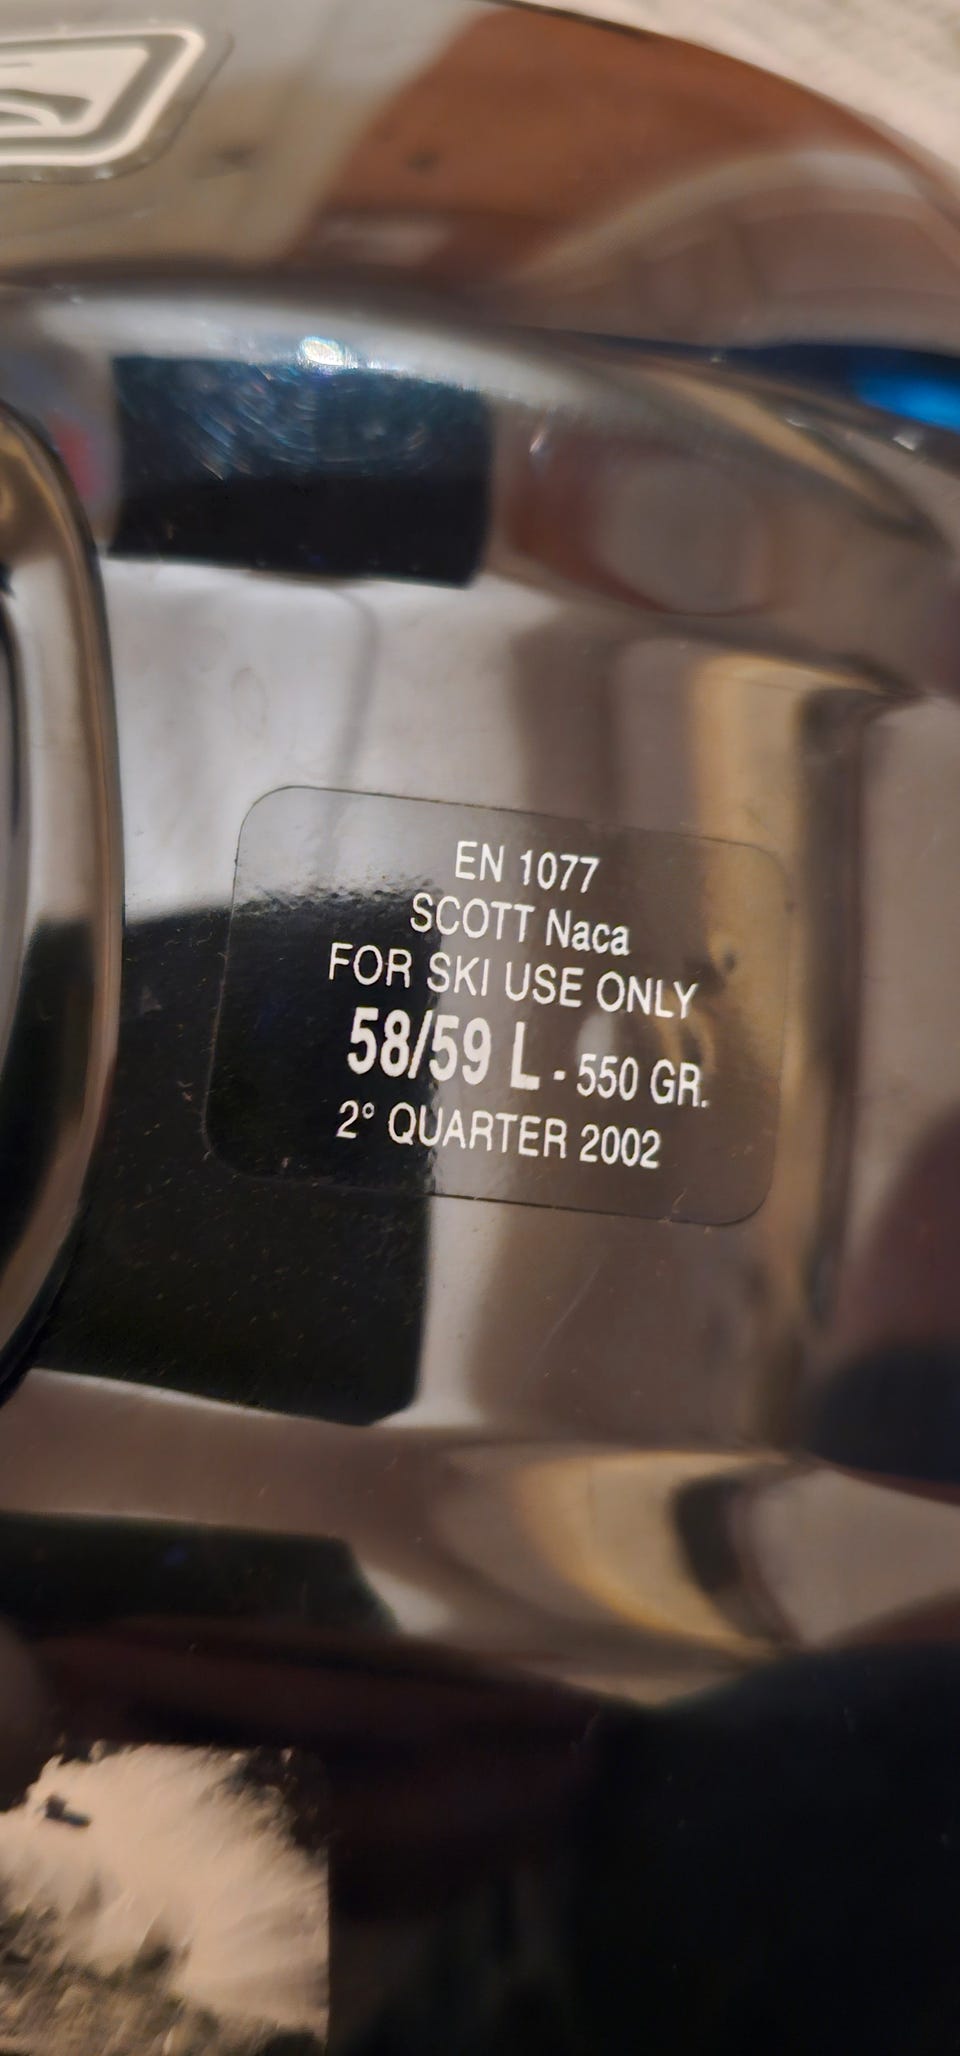 EN 1077
SCOTT Naca
FOR SKI USE ONLY
58/59 L - 550 GR.
2° QUARTER 2002